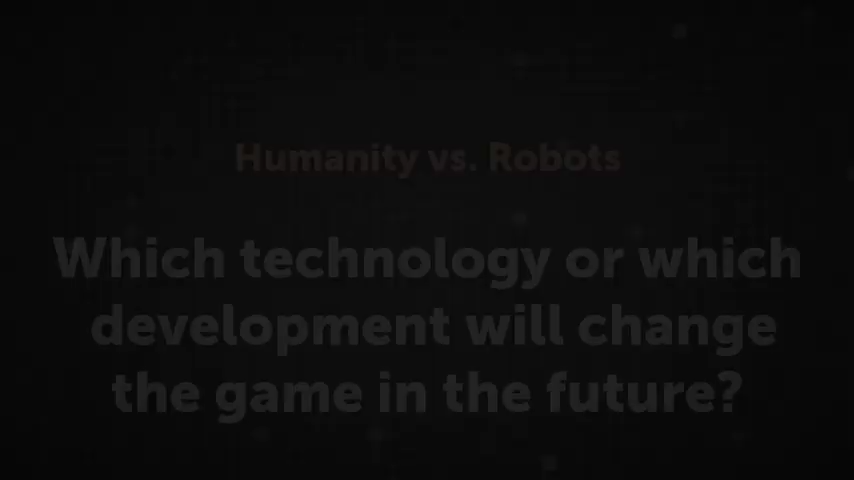 Humanity vs. Robots
Which technology or which
development will change
the game in the future?